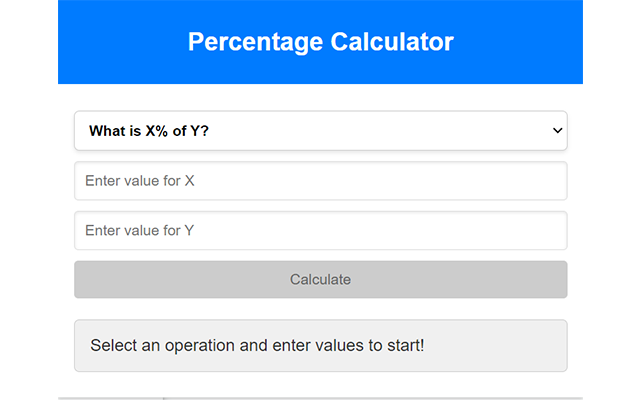 Percentage Calculator
What is X% of Y?
Enter value for X
Enter value for Y
Calculate
Select an operation and enter values to start!